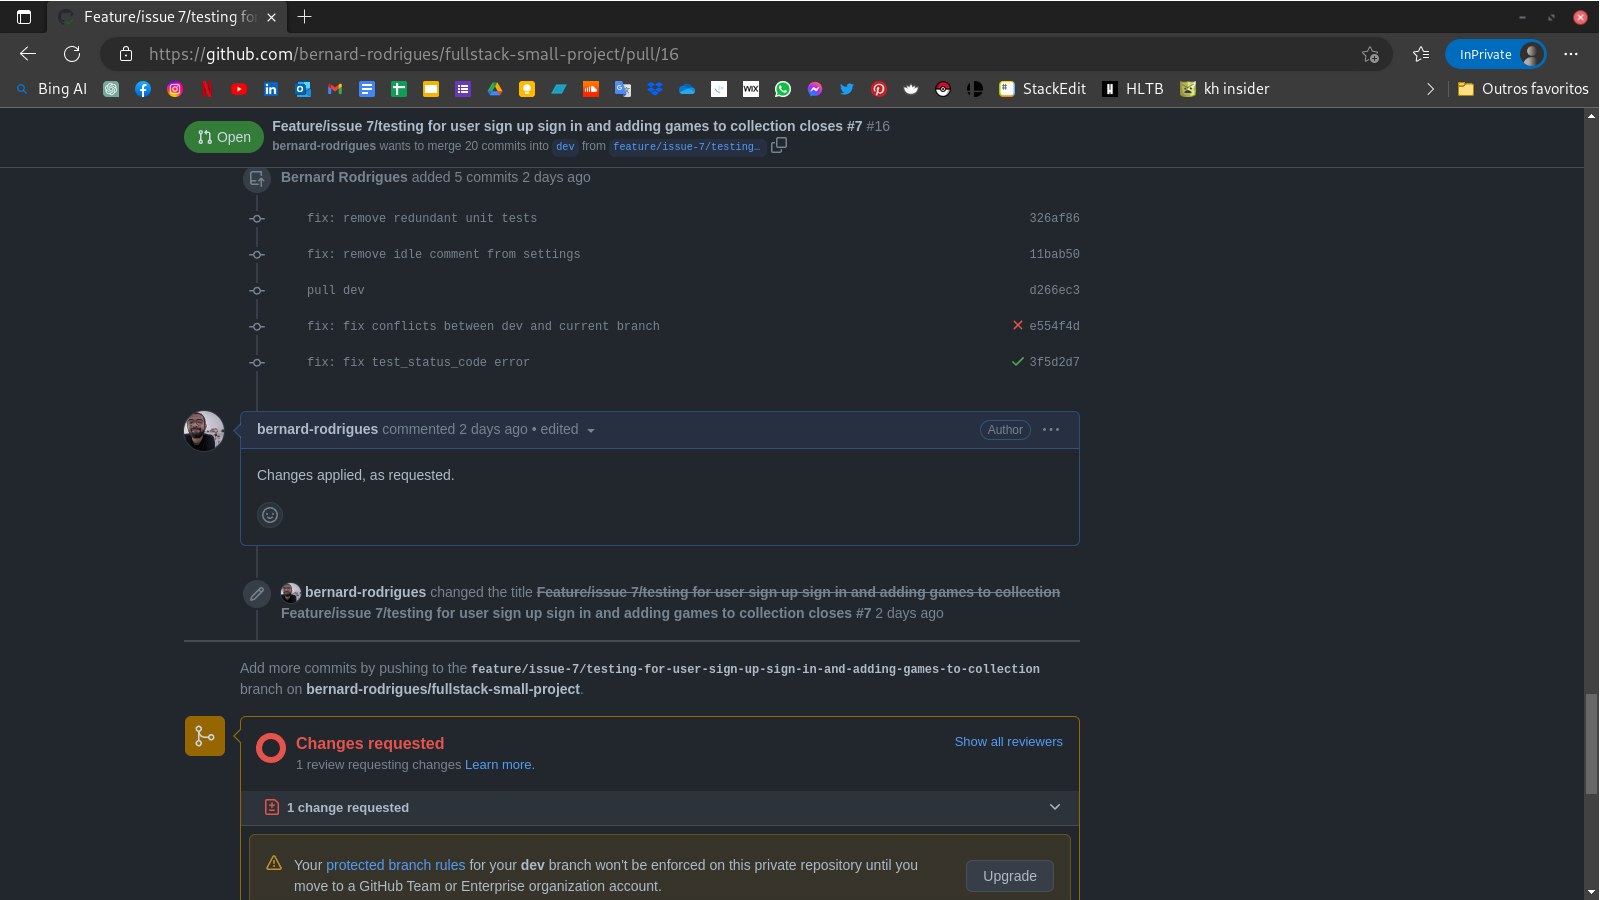 Feature/issue 7/testing for
https://github.com/bernard-rodrigues/fullstack-small-project/pull/16
InPrivate
Bing AI
WIX
StackEdit
H HLTB
kh insider
Outros favoritos
Open
Feature/issue 7/testing for user sign up sign in and adding games to collection closes #7 #16
bernard-rodrigues wants to merge 20 commits into dev from feature/issue-7/testing…
Bernard Rodrigues added 5 commits 2 days ago
fix: remove redundant unit tests 326af86
fix: remove idle comment from settings 11bab50
pull dev d266ec3
fix: fix conflicts between dev and current branch e554f4d
fix: fix test_status_code error 3f5d2d7
bernard-rodrigues commented 2 days ago • edited
Author
Changes applied, as requested.
bernard-rodrigues changed the title Feature/issue 7/testing for user sign up sign in and adding games to collection
Feature/issue 7/testing for user sign up sign in and adding games to collection closes #7 2 days ago
Add more commits by pushing to the feature/issue-7/testing-for-user-sign-up-sign-in-and-adding-games-to-collection
branch on bernard-rodrigues/fullstack-small-project.
Changes requested
Show all reviewers
1 review requesting changes Learn more.
1 change requested
Your protected branch rules for your dev branch won't be enforced on this private repository until you
move to a GitHub Team or Enterprise organization account.
Upgrade